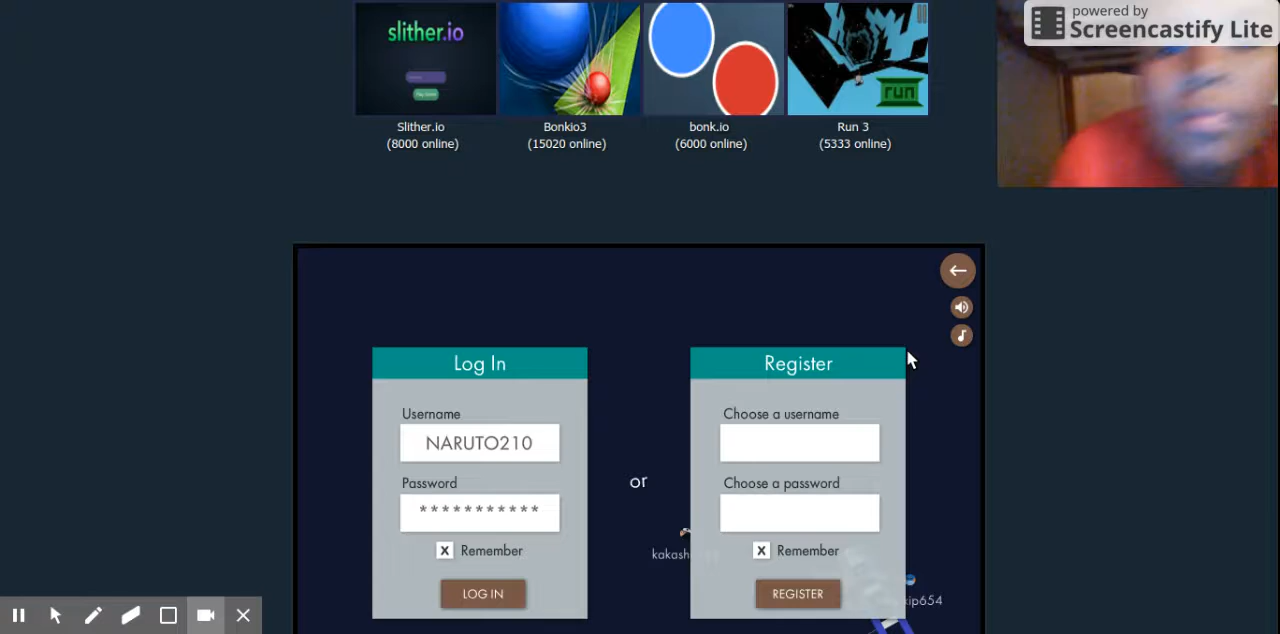 powered by
Screencastify Lite
slither.io
run
Slither.io
(8000 online)
Bonkio3
(15020 online)
bonk.io
(6000 online)
Run 3
(5333 online)
Log In
Username
NARUTO210
Password
***********
X Remember
LOG IN
or
Register
Choose a username
Choose a password
X Remember
REGISTER